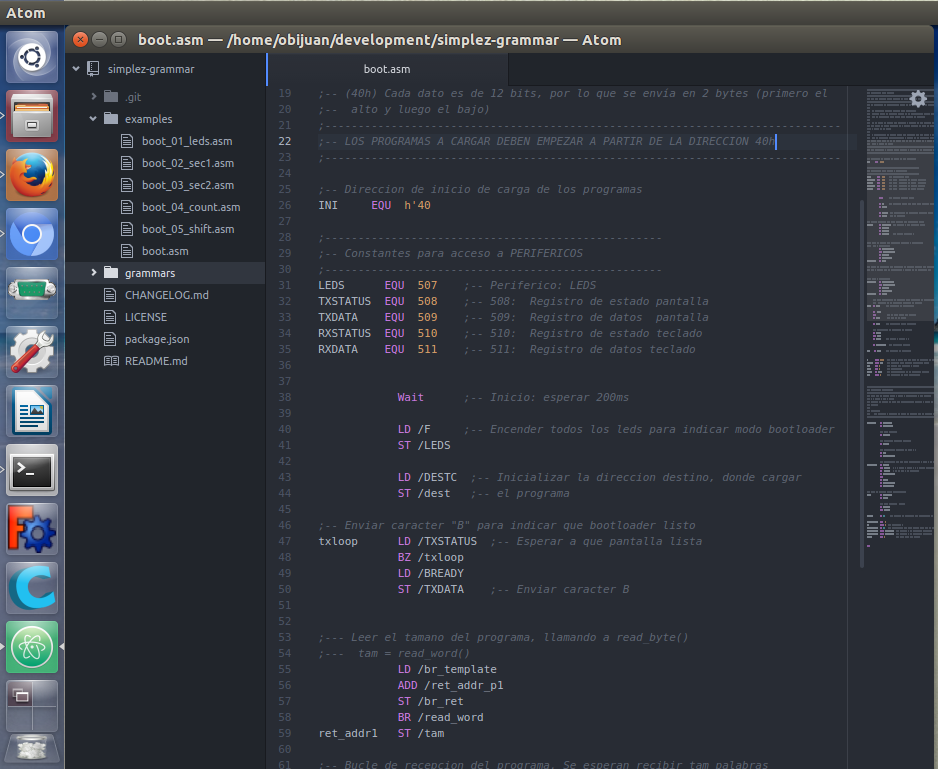 Atom
boot.asm — /home/obijuan/development/simplez-grammar — Atom
simplez-grammar
.git
examples
boot_01_leds.asm
boot_02_sec1.asm
boot_03_sec2.asm
boot_04_count.asm
boot_05_shift.asm
boot.asm
grammars
CHANGELOG.md
LICENSE
package.json
README.md
boot.asm
19 ;-- (40h) Cada dato es de 12 bits, por lo que se envía en 2 bytes (primero el
20 ;-- alto y luego el bajo)
21 ;------------------------------------------------------------------------------
22 ;-- LOS PROGRAMAS A CARGAR DEBEN EMPEZAR A PARTIR DE LA DIRECCION 40h
23 ;------------------------------------------------------------------------------
24
25 ;-- Direccion de inicio de carga de los programas
26 INI EQU h'40
27
28 ;---------------------------------------------------
29 ;-- Constantes para acceso a PERIFERICOS
30 ;---------------------------------------------------
31 LEDS EQU 507 ;-- Periferico: LEDS
32 TXSTATUS EQU 508 ;-- 508: Registro de estado pantalla
33 TXDATA EQU 509 ;-- 509: Registro de datos pantalla
34 RXSTATUS EQU 510 ;-- 510: Registro de estado teclado
35 RXDATA EQU 511 ;-- 511: Registro de datos teclado
36
37
38 Wait ;-- Inicio: esperar 200ms
39
40 LD /F ;-- Encender todos los leds para indicar modo bootloader
41 ST /LEDS
42
43 LD /DESTC ;-- Inicializar la direccion destino, donde cargar
44 ST /dest ;-- el programa
45
46 ;-- Enviar caracter "B" para indicar que bootloader listo
47 txloop LD /TXSTATUS ;-- Esperar a que pantalla lista
48 BZ /txloop
49 LD /BREADY
50 ST /TXDATA ;-- Enviar caracter B
51
52
53 ;--- Leer el tamano del programa, llamando a read_byte()
54 ;--- tam = read_word()
55 LD /br_template
56 ADD /ret_addr_p1
57 ST /br_ret
58 BR /read_word
59 ret_addr1 ST /tam
60
61 ;-- Bucle de recepcion del programa. Se esperan recibir tam palabras